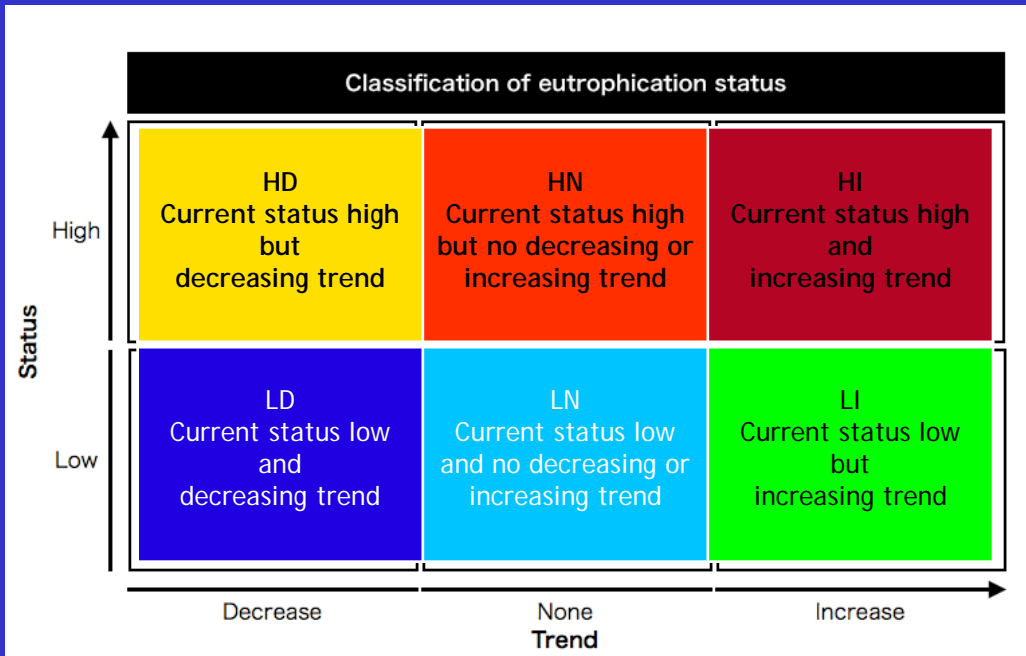 Classification of eutrophication status
Status
High
HD
Current status high
but
decreasing trend
HN
Current status high
but no decreasing or
increasing trend
HI
Current status high
and
increasing trend
Low
LD
Current status low
and
decreasing trend
LN
Current status low
and no decreasing or
increasing trend
LI
Current status low
but
increasing trend
Decrease
None
Increase
Trend